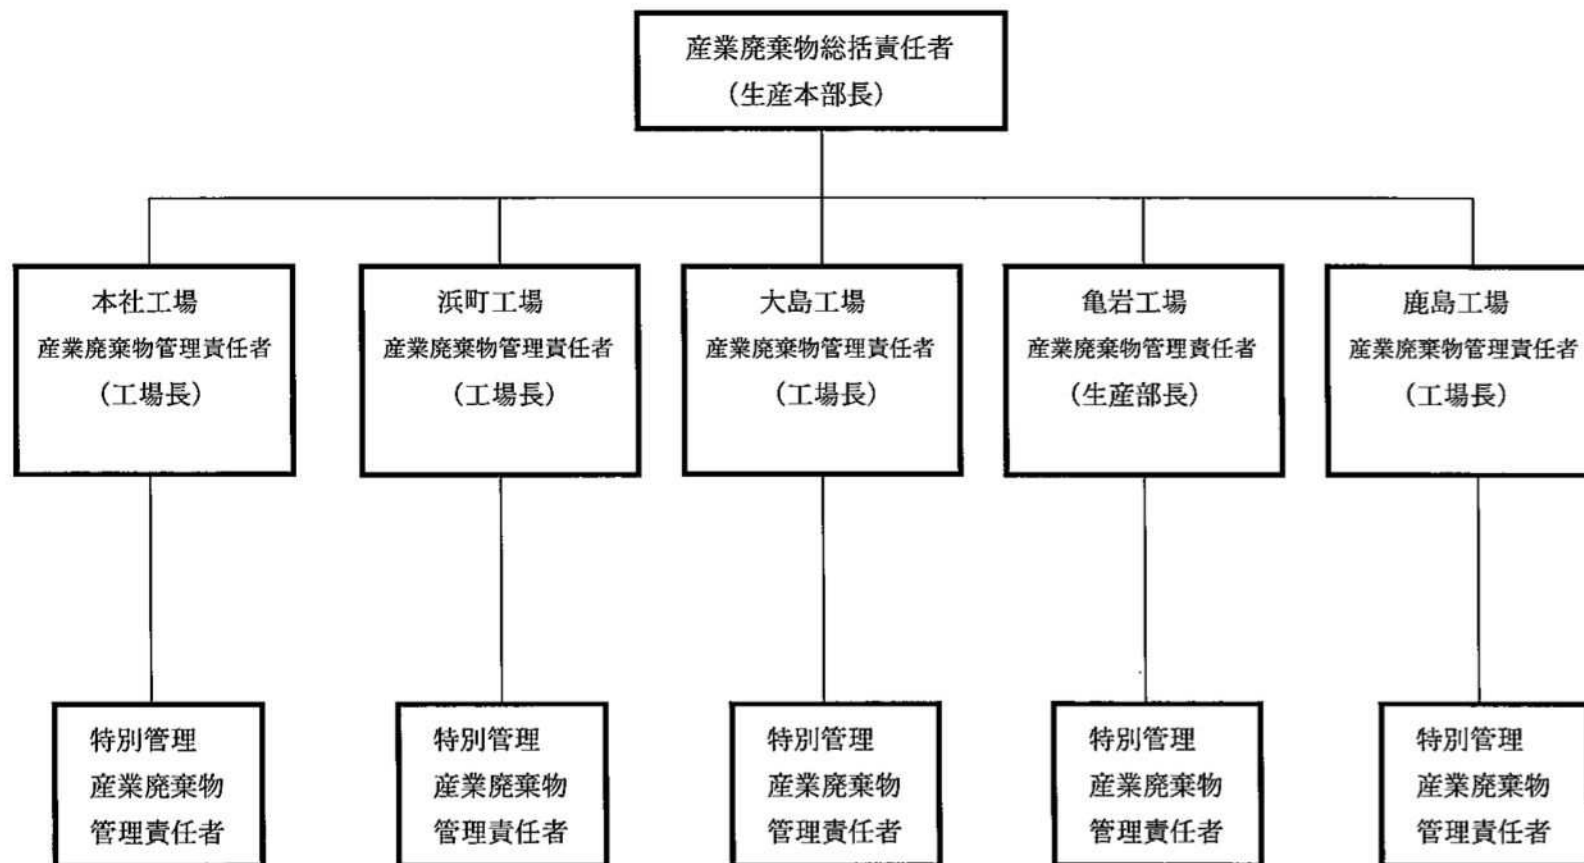 産業廃棄物総括責任者
（生産本部長）
本社工場
産業廃棄物管理責任者
（工場長）
浜町工場
産業廃棄物管理責任者
（工場長）
大島工場
産業廃棄物管理責任者
（工場長）
亀岩工場
産業廃棄物管理責任者
（生産部長）
鹿島工場
産業廃棄物管理責任者
（工場長）
特別管理
産業廃棄物
管理責任者
特別管理
産業廃棄物
管理責任者
特別管理
産業廃棄物
管理責任者
特別管理
産業廃棄物
管理責任者
特別管理
産業廃棄物
管理責任者